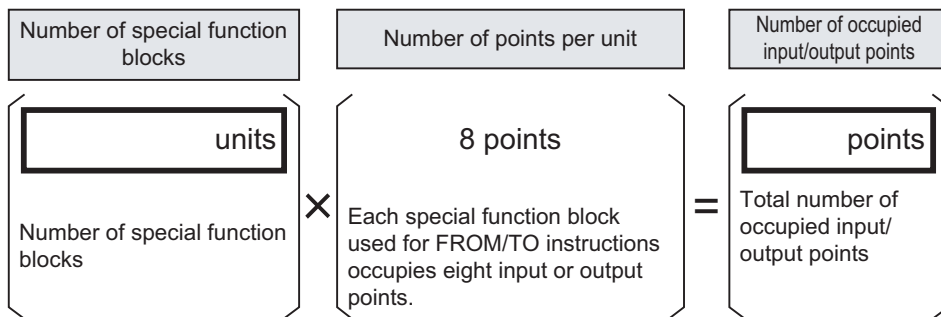 Number of special function
blocks
Number of points per unit
Number of occupied
input/output points
units
Number of special function
blocks
×
8 points
Each special function block
used for FROM/TO instructions
occupies eight input or output
points.
=
points
Total number of
occupied input/
output points